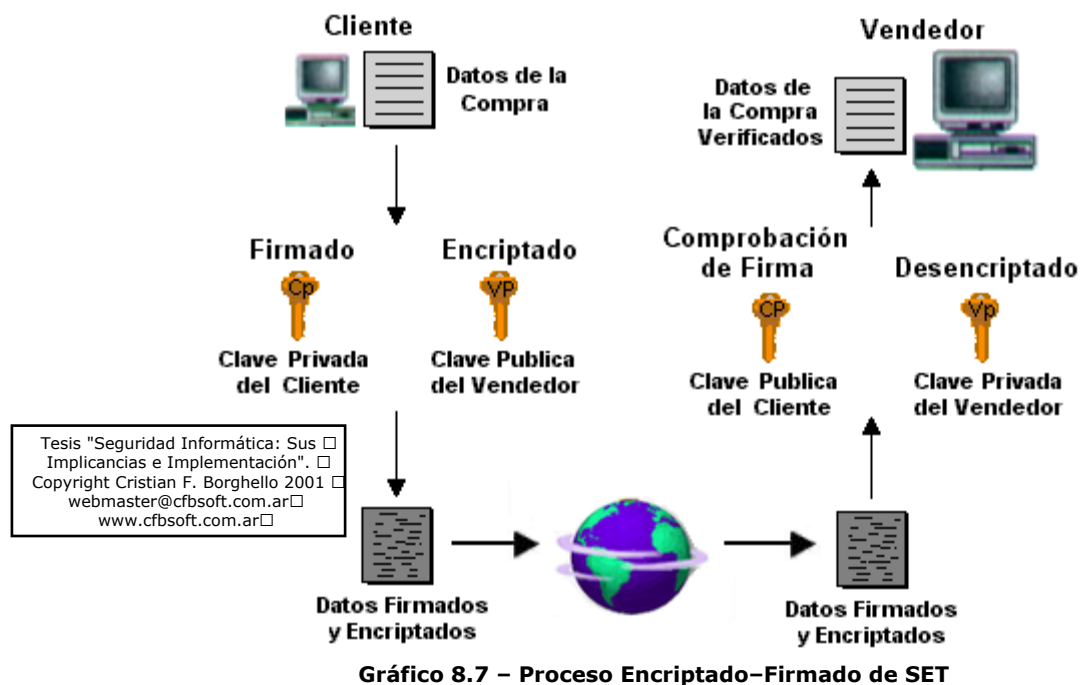 Cliente
Datos de la
Compra
Vendedor
Datos de
la Compra
Verificados
Firmado
Cp
Clave Privada
del Cliente
Encriptado
VP
Clave Publica
del Vendedor
Comprobación
de Firma
CP
Clave Publica
del Cliente
Desencriptado
Vp
Clave Privada
del Vendedor
Tesis "Seguridad Informática: Sus □
Implicancias e Implementación". □
Copyright Cristian F. Borghello 2001 □
webmaster@cfbsoft.com.ar□
www.cfbsoft.com.ar□
Datos Firmados
y Encriptados
Datos Firmados
y Encriptados
Gráfico 8.7 – Proceso Encriptado–Firmado de SET